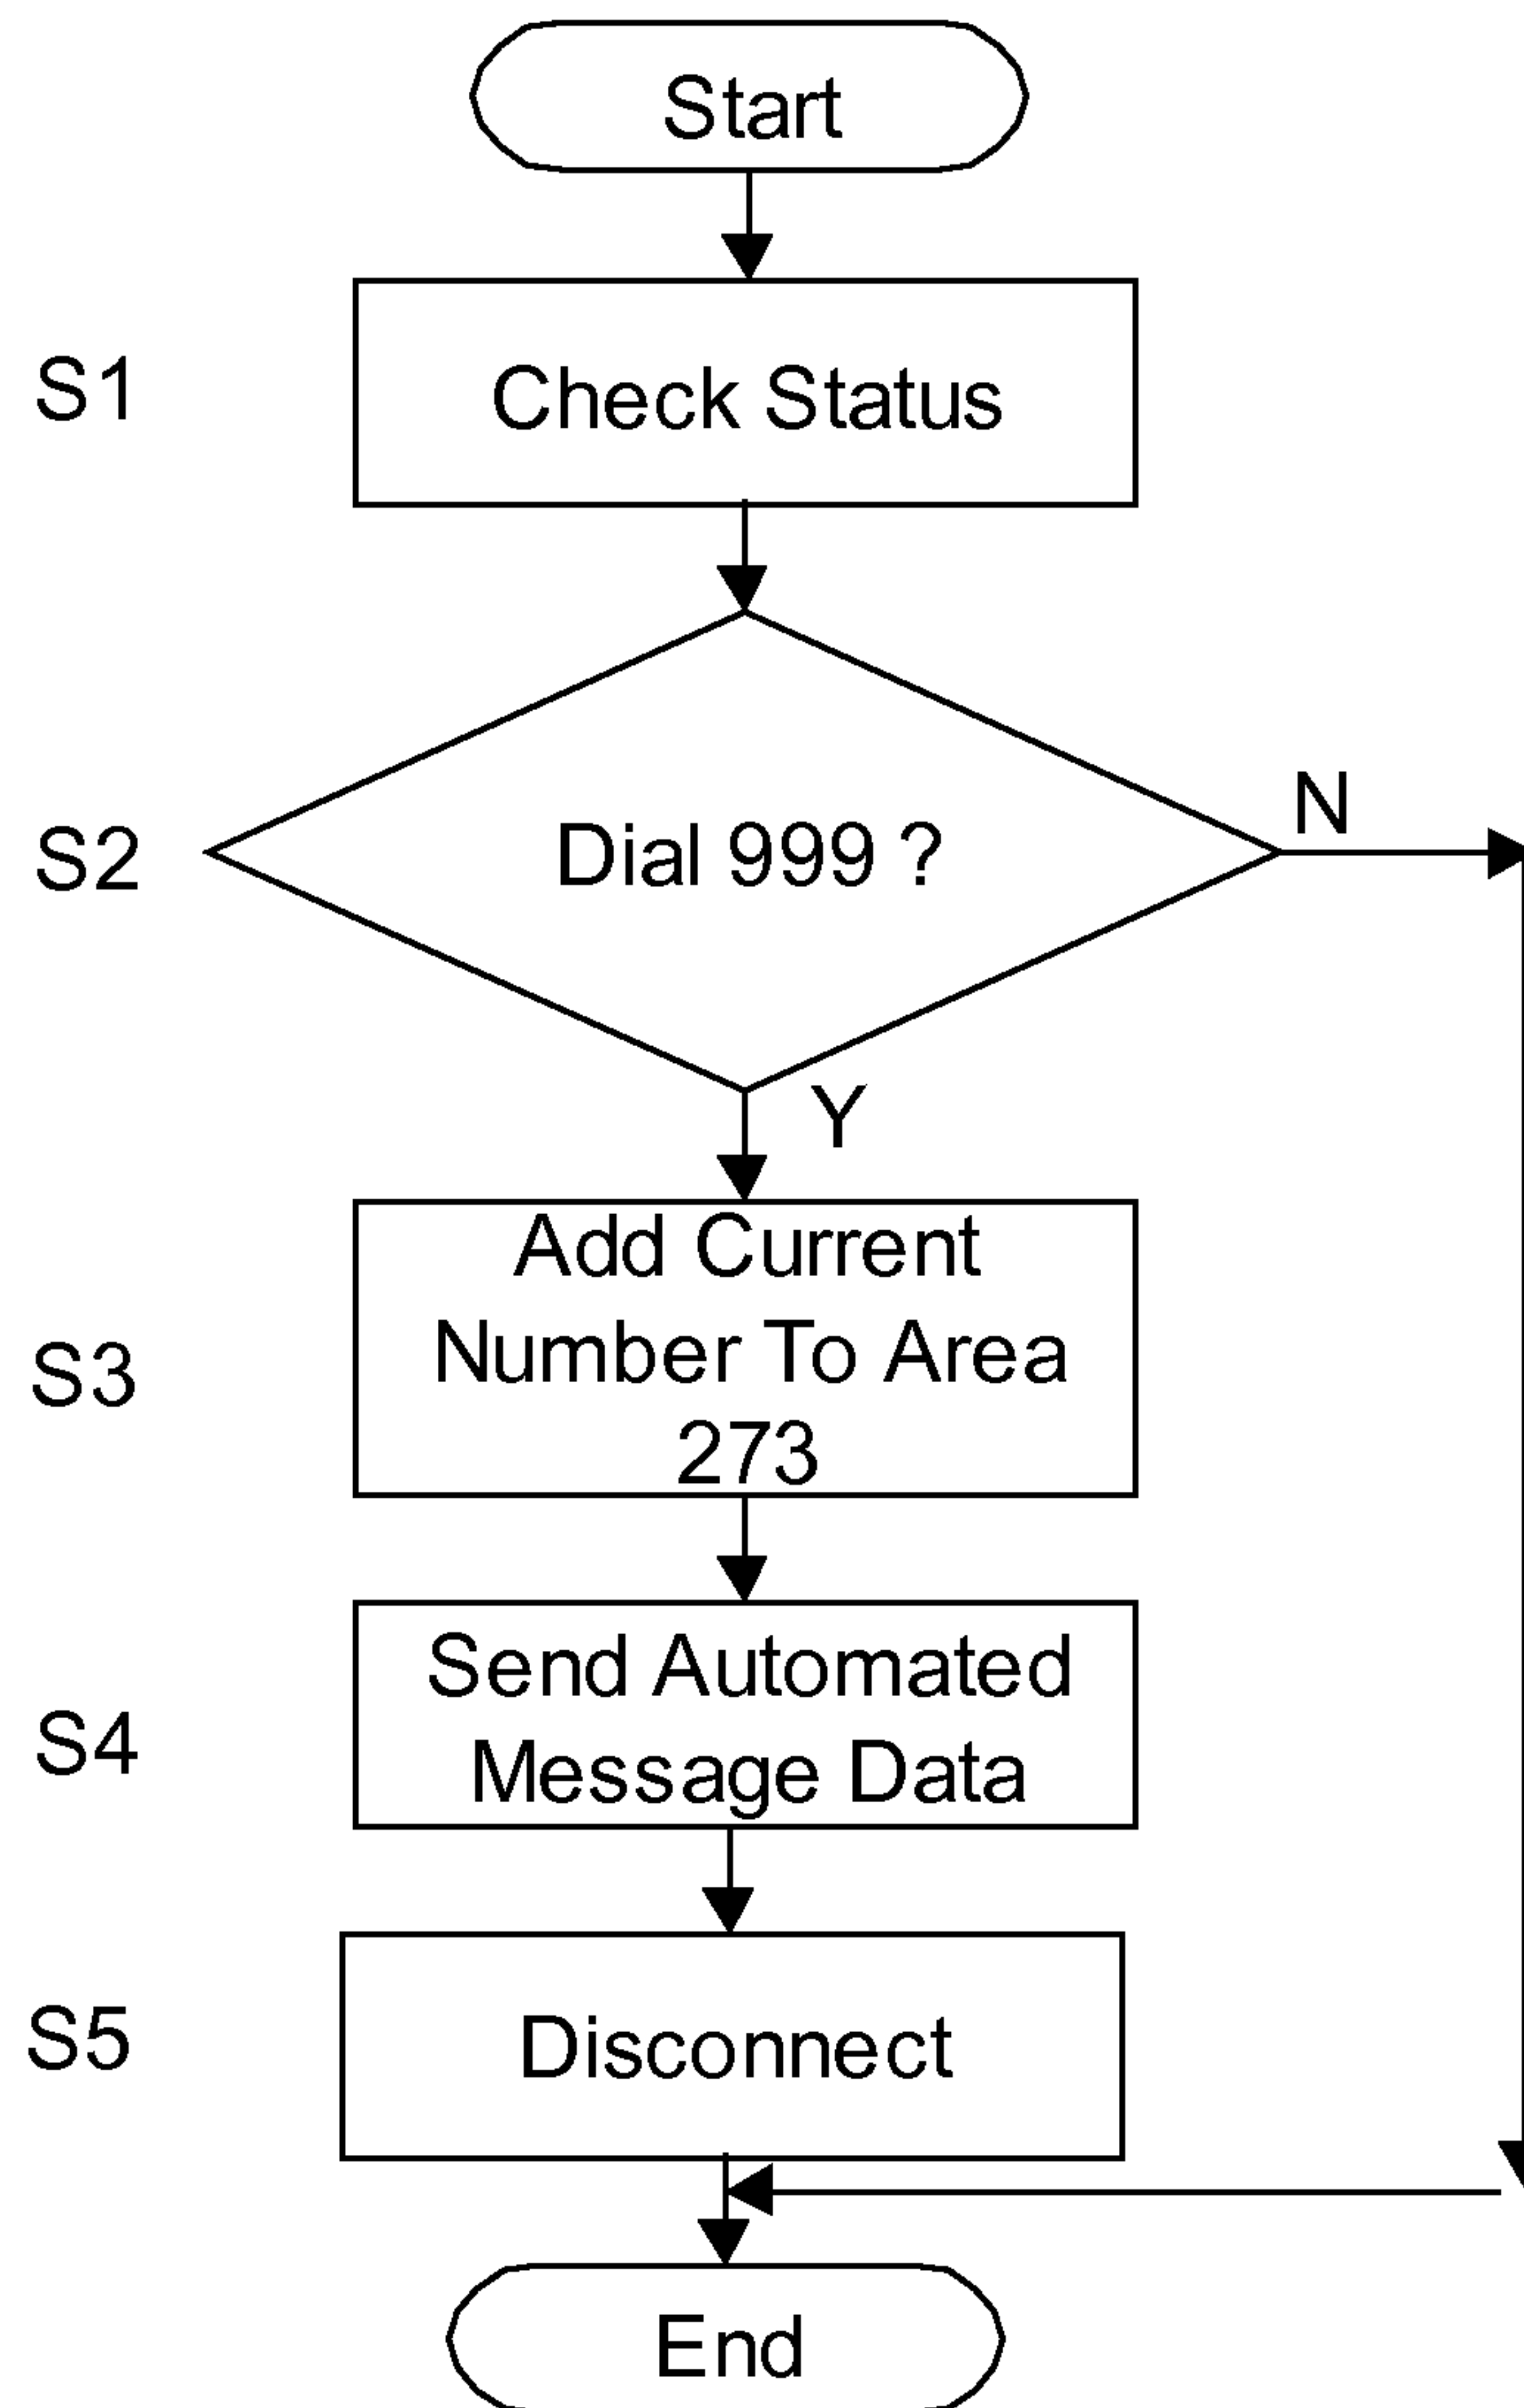 Start
S1
Check Status
S2
Dial 999 ?
N
Y
S3
Add Current
Number To Area
273
S4
Send Automated
Message Data
S5
Disconnect
End